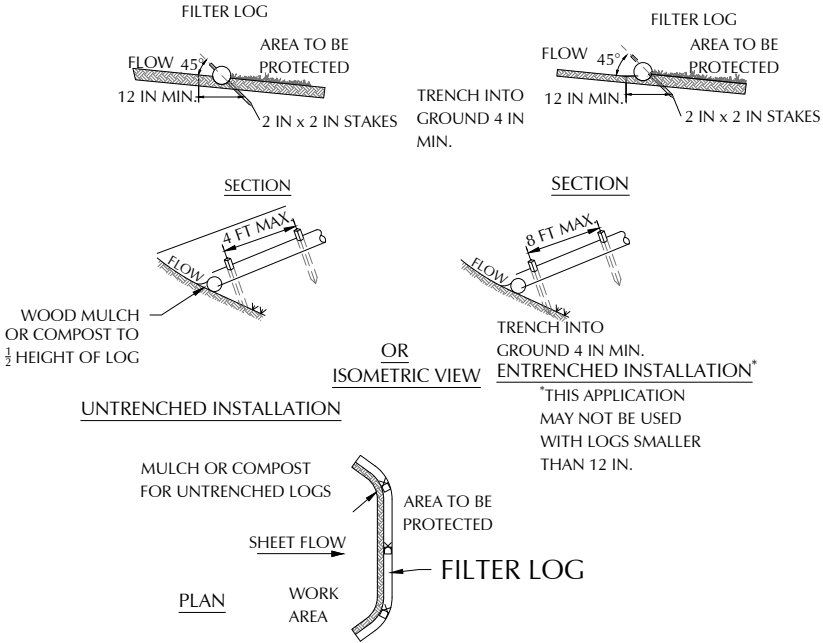 FILTER LOG
FLOW 45°
AREA TO BE
PROTECTED
12 IN MIN.
2 IN x 2 IN STAKES
FILTER LOG
FLOW 45°
AREA TO BE
PROTECTED
12 IN MIN.
2 IN x 2 IN STAKES
TRENCH INTO
GROUND 4 IN
MIN.
SECTION
SECTION
4 FT MAX.
FLOW
WOOD MULCH
OR COMPOST TO
1/2 HEIGHT OF LOG
8 FT MAX.
FLOW
TRENCH INTO
GROUND 4 IN MIN.
OR
ISOMETRIC VIEW
UNTRENCHED INSTALLATION
ENTRENCHED INSTALLATION*
*THIS APPLICATION
MAY NOT BE USED
WITH LOGS SMALLER
THAN 12 IN.
MULCH OR COMPOST
FOR UNTRENCHED LOGS
AREA TO BE
PROTECTED
SHEET FLOW
FILTER LOG
PLAN
WORK
AREA